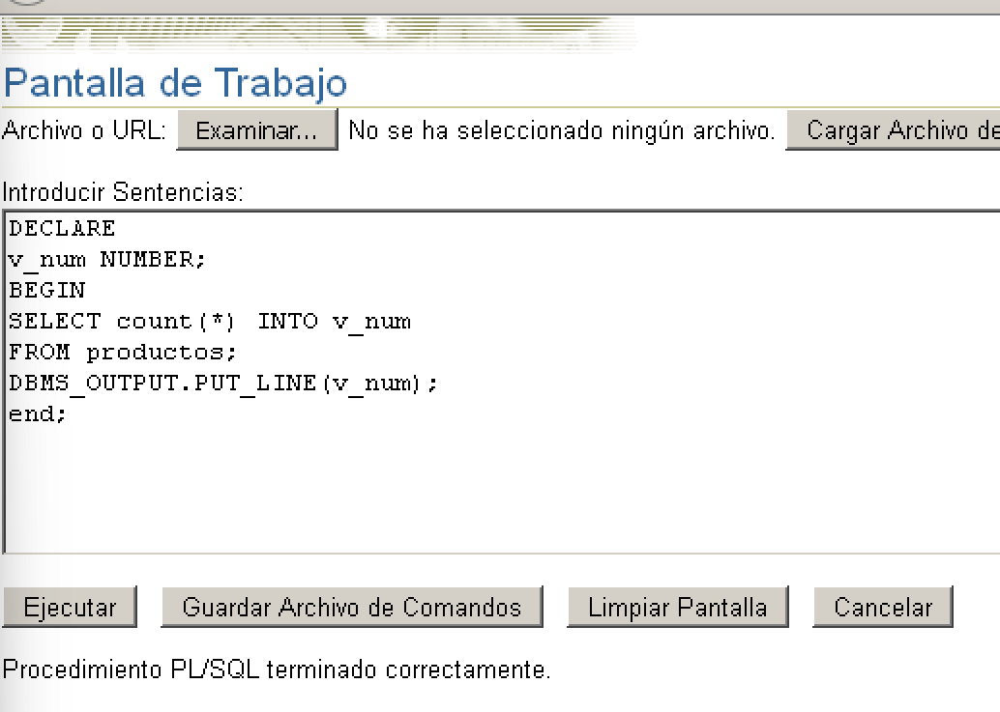 Pantalla de Trabajo
Archivo o URL: Examinar... No se ha seleccionado ningún archivo. Cargar Archivo de
Introducir Sentencias:
DECLARE
v_num NUMBER;
BEGIN
SELECT count(*) INTO v_num
FROM productos;
DBMS_OUTPUT.PUT_LINE(v_num);
end;
Ejecutar Guardar Archivo de Comandos Limpiar Pantalla Cancelar
Procedimiento PL/SQL terminado correctamente.